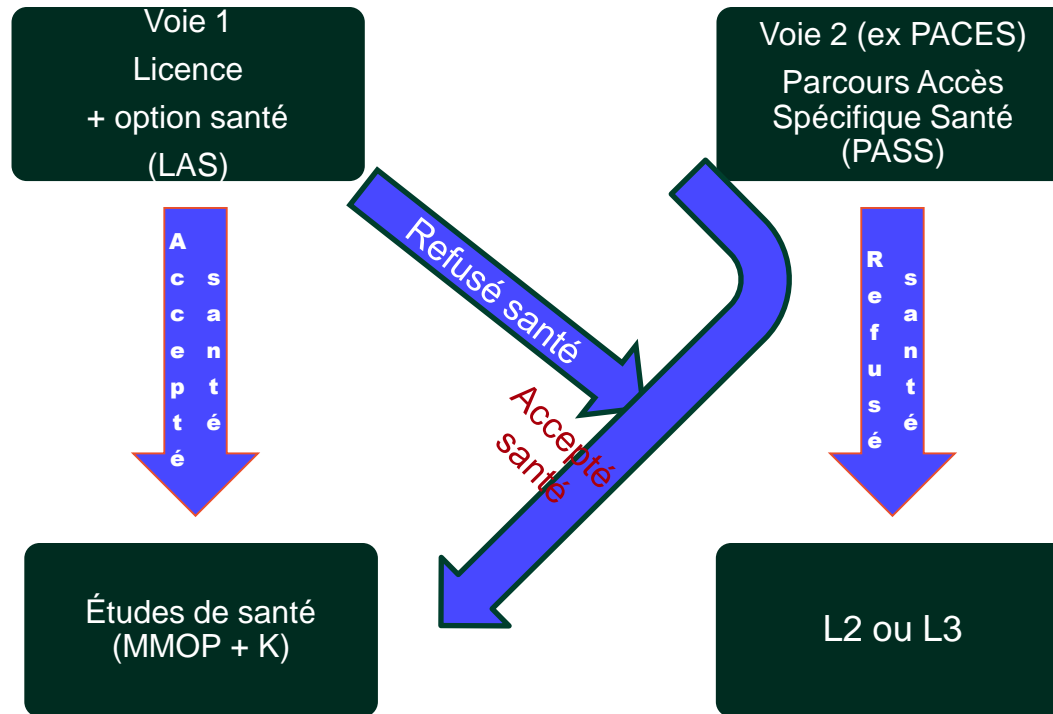 Voie 1
Licence
+ option santé
(LAS)
Voie 2 (ex PACES)
Parcours Accès
Spécifique Santé
(PASS)
Accepté
santé
Refusé santé
Accepté
santé
Refusé
santé
Études de santé
(MMOP + K)
L2 ou L3